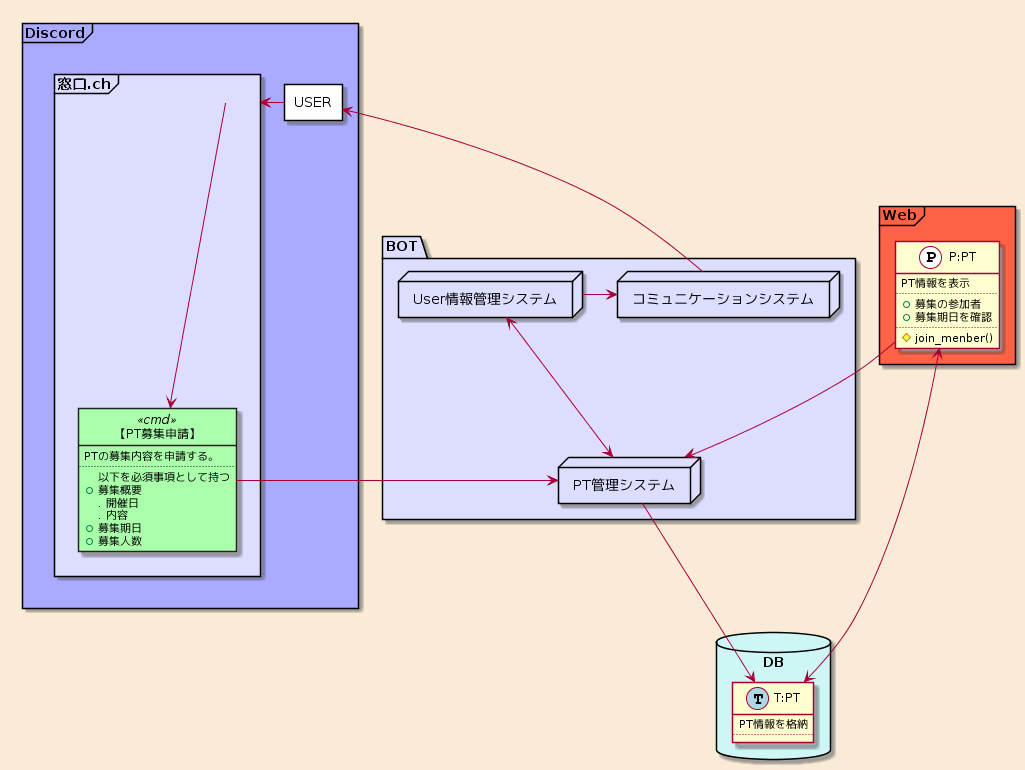 Discord
窓口.ch
USER
«cmd»
【PT募集申請】
PTの募集内容を申請する。
以下を必須事項として持つ
募集概要
. 開催日
. 内容
募集期日
募集人数
BOT
User情報管理システム
コミュニケーションシステム
PT管理システム
Web
P P:PT
PT情報を表示
募集の参加者
募集期日を確認
join_menber()
DB
T T:PT
PT情報を格納